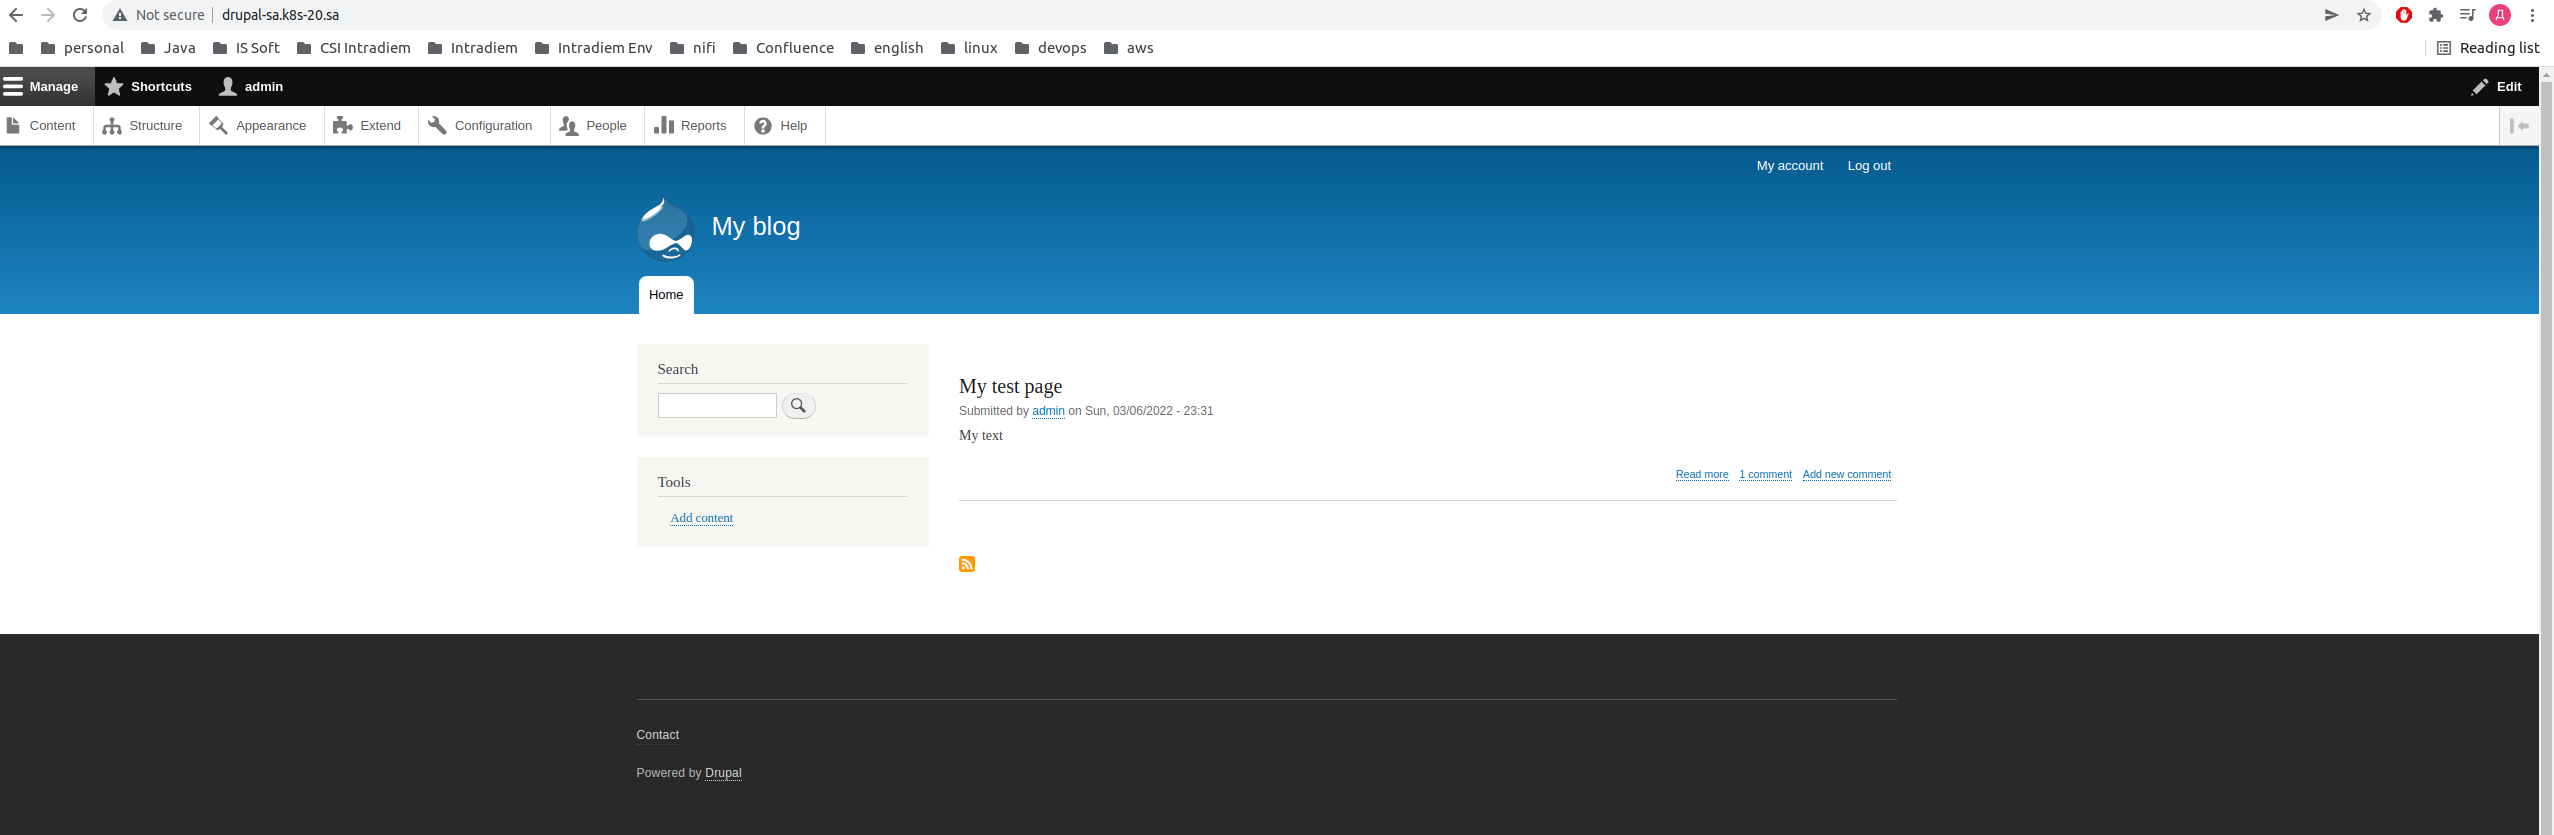 Not secure | drupal-sa.k8s-20.sa
personal Java IS Soft CSI Intradiem Intradiem Intradiem Env nifi Confluence english linux devops aws Reading list
Manage Shortcuts admin Edit
Content Structure Appearance Extend Configuration People Reports Help
My account Log out
My blog
Home
Search
My test page
Submitted by admin on Sun, 03/06/2022 - 23:31
My text
Read more 1 comment Add new comment
Tools
Add content
Contact
Powered by Drupal
Д